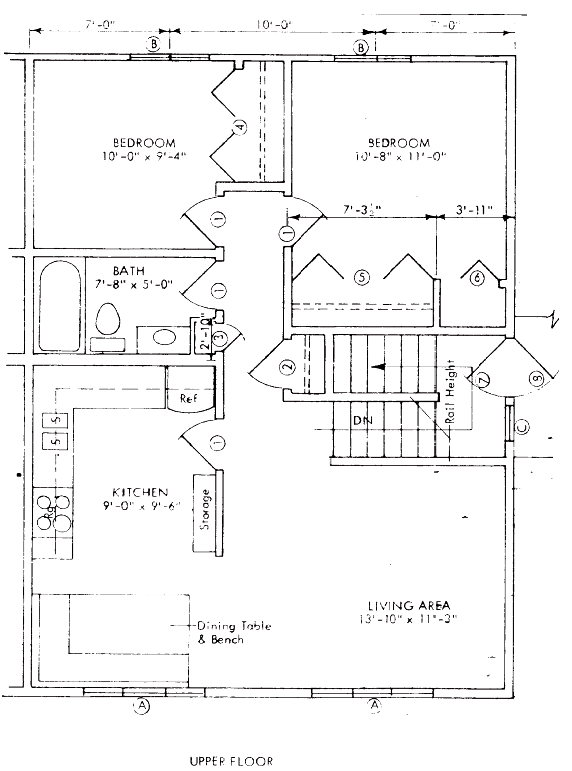 7'-0"
10'-0"
7'-0"
B
B
4
BEDROOM
10'-0" x 9'-4"
BEDROOM
10'-8" x 11'-0"
7'-3½"
3'-11"
1
1
BATH
7'-8" x 5'-0"
5
6
1
2'-10"
3
2
7
8
Rail Height
Ref
DN
C
S
S
1
KITCHEN
9'-0" x 9'-6"
Rg
Storage
LIVING AREA
13'-10" x 11'-3"
Dining Table
& Bench
A
A
UPPER FLOOR